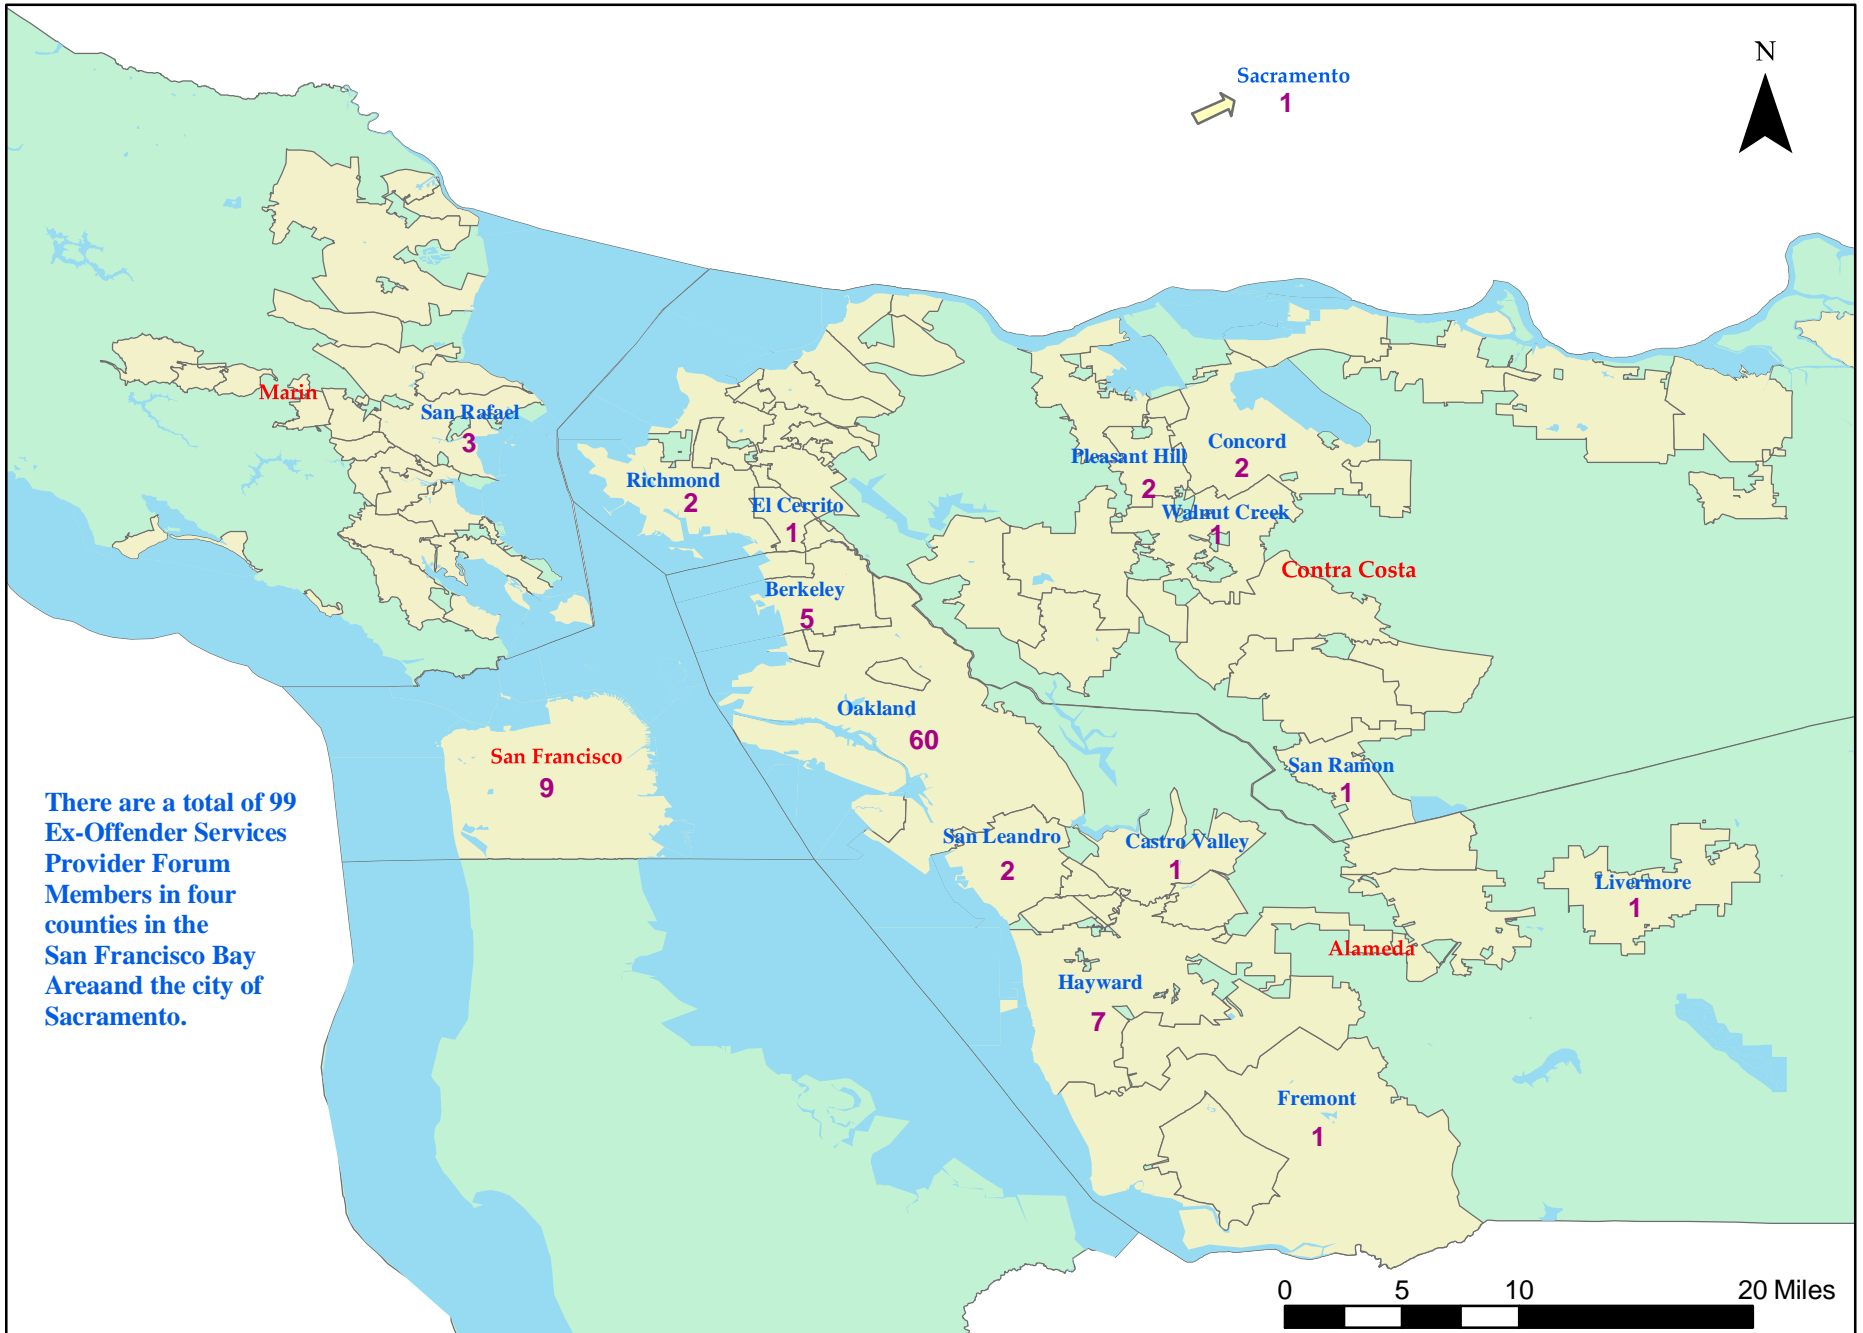 N
Sacramento
1
Marin
San Rafael
3
Richmond
2
El Cerrito
1
Pleasant Hill
2
Concord
2
Walnut Creek
1
Contra Costa
Berkeley
5
Oakland
60
San Francisco
9
San Ramon
1
San Leandro
2
Castro Valley
1
Livermore
1
Alameda
Hayward
7
Fremont
1
There are a total of 99
Ex-Offender Services
Provider Forum
Members in four
counties in the
San Francisco Bay
Areaand the city of
Sacramento.
0 5 10 20 Miles